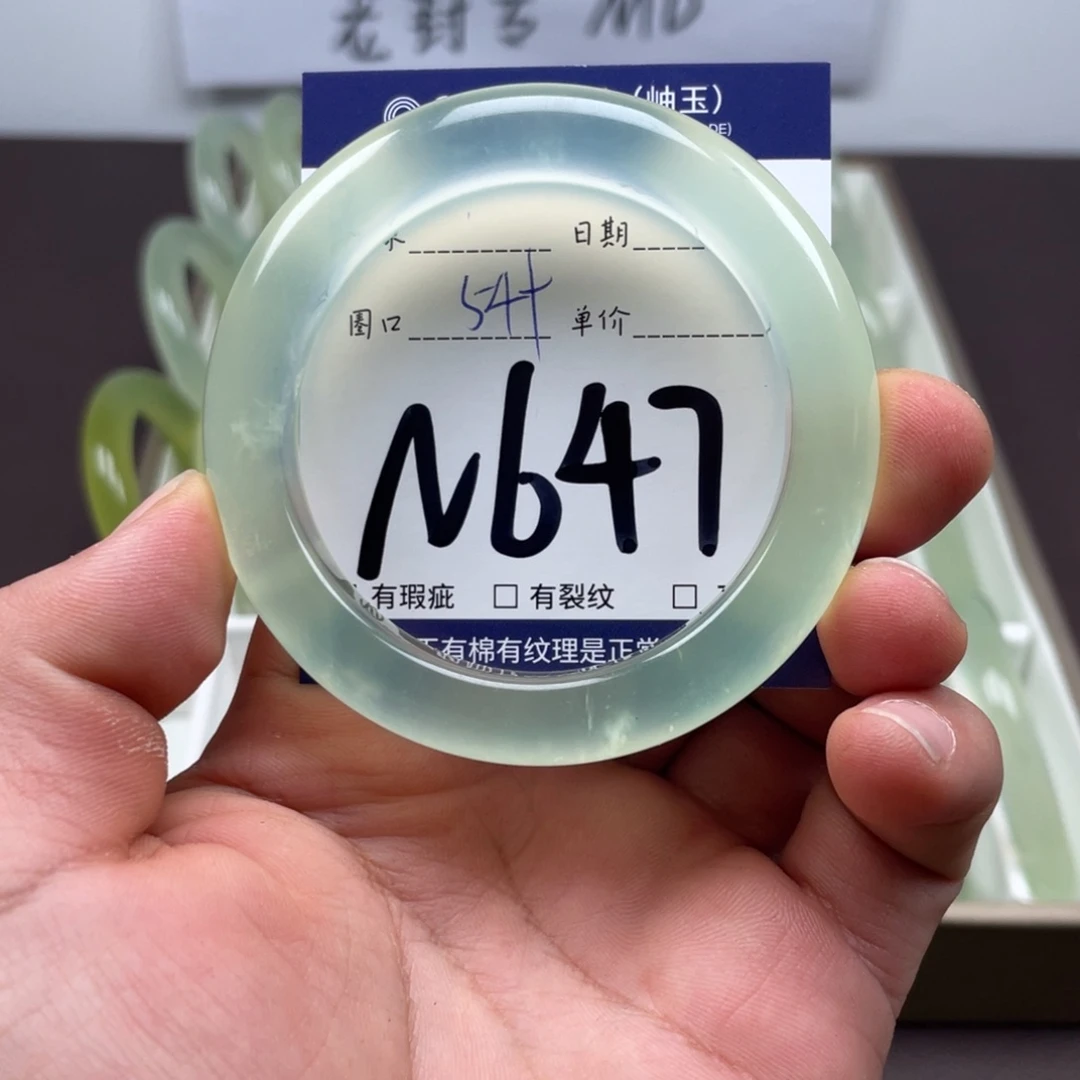 老封号 MD
(岫玉)
DE)
日期
圈口 54+ 单价
N647
有瑕疵 □ 有裂纹 □
有棉有纹理是正常